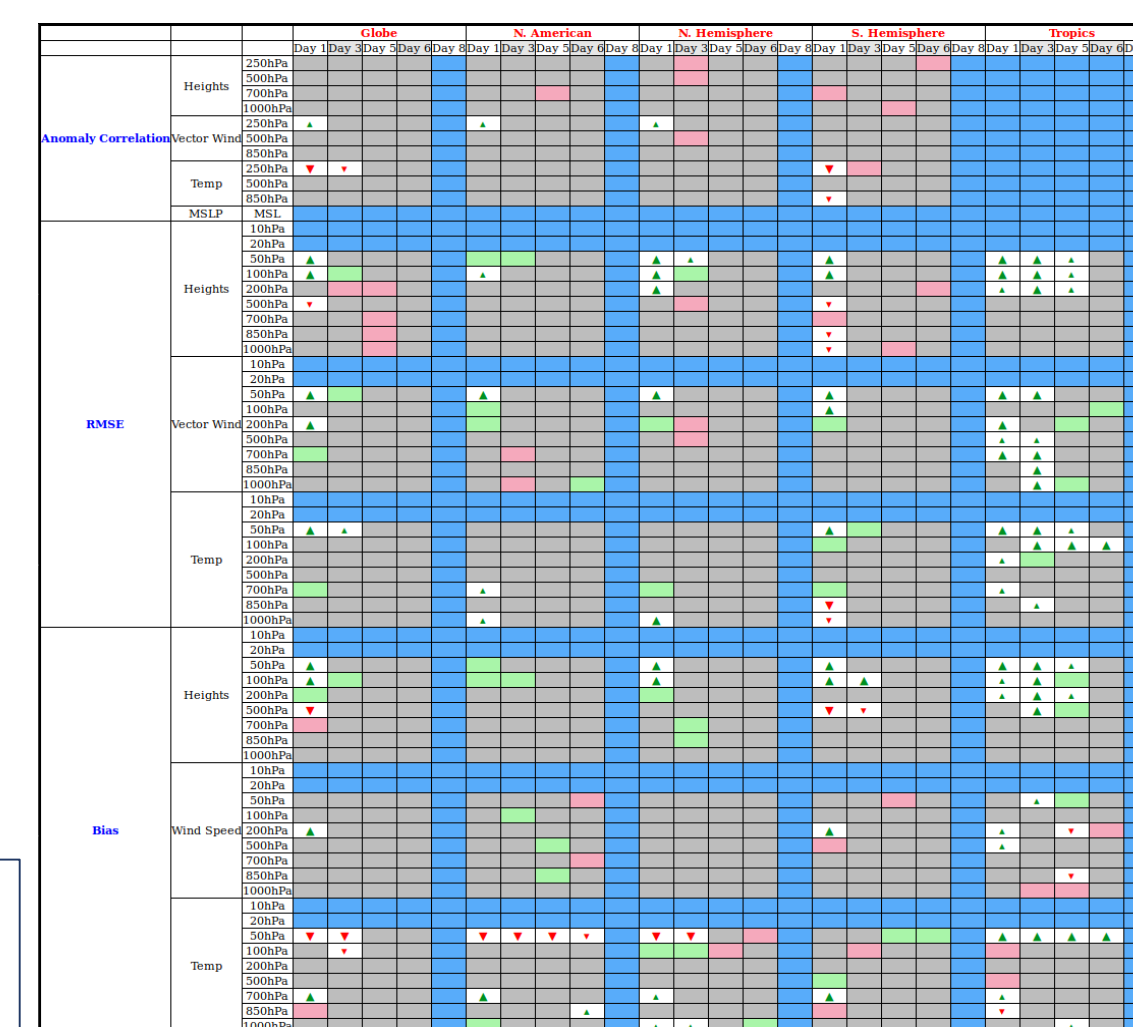 Globe N. American N. Hemisphere S. Hemisphere Tropics
Day 1 Day 3 Day 5 Day 6 Day 8 Day 1 Day 3 Day 5 Day 6 Day 8 Day 1 Day 3 Day 5 Day 6 Day 8 Day 1 Day 3 Day 5 Day 6 Day 8 Day 1 Day 3 Day 5 Day 6 D
Anomaly Correlation
Heights
250hPa
500hPa
700hPa
1000hPa
Vector Wind
250hPa
500hPa
850hPa
Temp
250hPa
500hPa
850hPa
MSLP MSL
RMSE
Heights
10hPa
20hPa
50hPa
100hPa
200hPa
500hPa
700hPa
850hPa
1000hPa
Vector Wind
10hPa
20hPa
50hPa
100hPa
200hPa
500hPa
700hPa
850hPa
1000hPa
Temp
10hPa
20hPa
50hPa
100hPa
200hPa
500hPa
700hPa
850hPa
1000hPa
Bias
Heights
10hPa
20hPa
50hPa
100hPa
200hPa
500hPa
700hPa
850hPa
1000hPa
Wind Speed
10hPa
20hPa
50hPa
100hPa
200hPa
500hPa
700hPa
850hPa
1000hPa
Temp
10hPa
20hPa
50hPa
100hPa
200hPa
500hPa
700hPa
850hPa
1000hPa